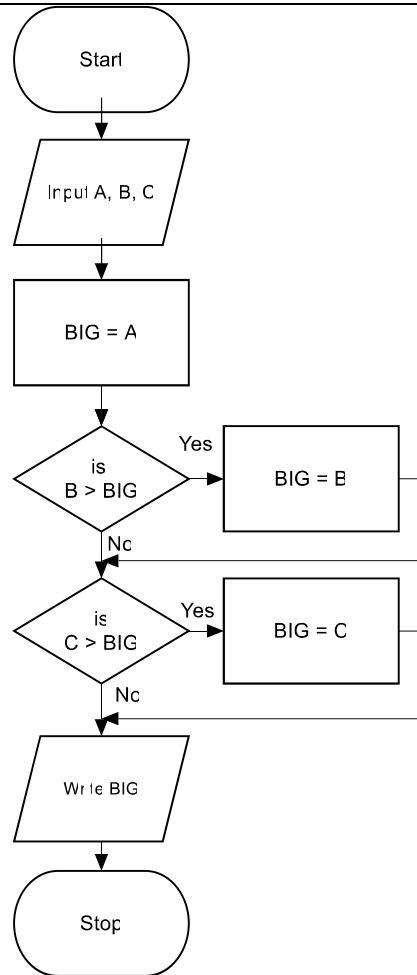 Start
Input A, B, C
BIG = A
is
B > BIG
Yes
BIG = B
No
is
C > BIG
Yes
BIG = C
No
Write BIG
Stop